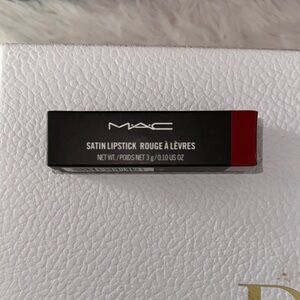 MAC
SATIN LIPSTICK ROUGE À LÈVRES
NET WT. / POIDS NET 3 g / 0.10 US OZ